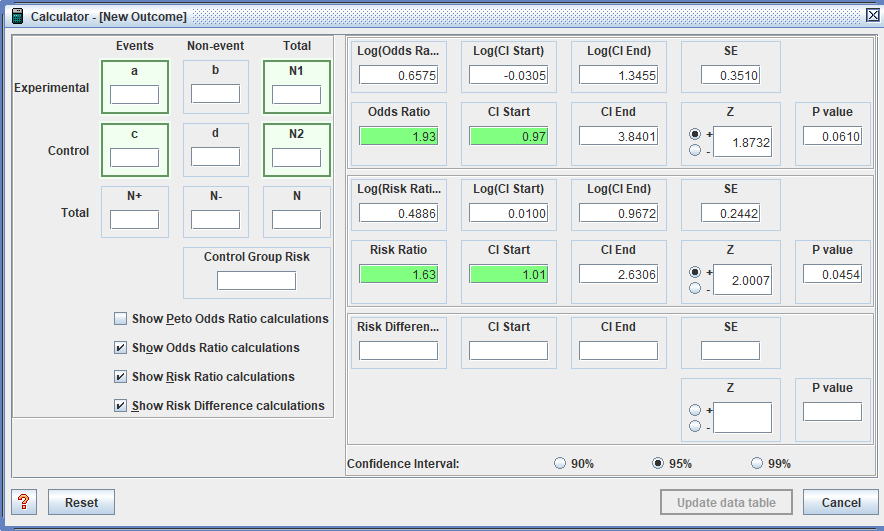 Calculator - [New Outcome]
Events Non-event Total
Experimental a b N1
Control c d N2
Total N+ N- N
Control Group Risk
Show Peto Odds Ratio calculations
Show Odds Ratio calculations
Show Risk Ratio calculations
Show Risk Difference calculations
Log(Odds Ra... Log(CI Start) Log(CI End) SE
0.6575 -0.0305 1.3455 0.3510
Odds Ratio CI Start CI End Z P value
1.93 0.97 3.8401 + - 1.8732 0.0610
Log(Risk Rati... Log(CI Start) Log(CI End) SE
0.4886 0.0100 0.9672 0.2442
Risk Ratio CI Start CI End Z P value
1.63 1.01 2.6306 + - 2.0007 0.0454
Risk Differen... CI Start CI End SE
Z P value
+
-
Confidence Interval: 90% 95% 99%
? Reset Update data table Cancel